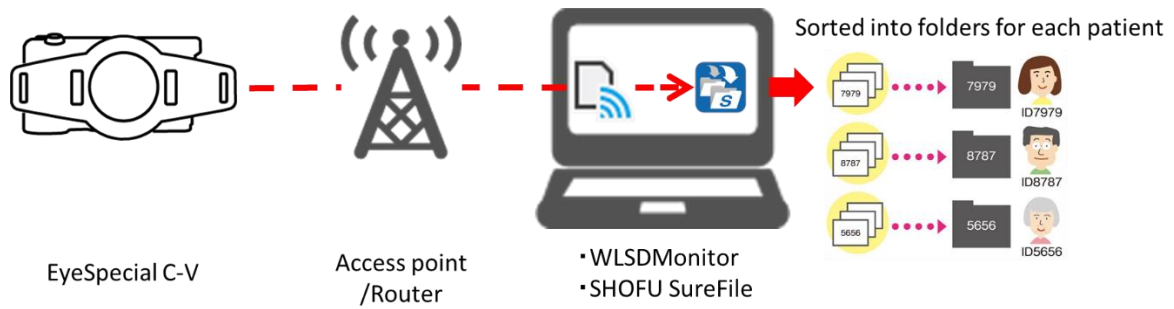 Sorted into folders for each patient
7979
7979
ID7979
8787
8787
ID8787
5656
5656
ID5656
S
EyeSpecial C-V
Access point
/Router
・WLSDMonitor
・SHOFU SureFile